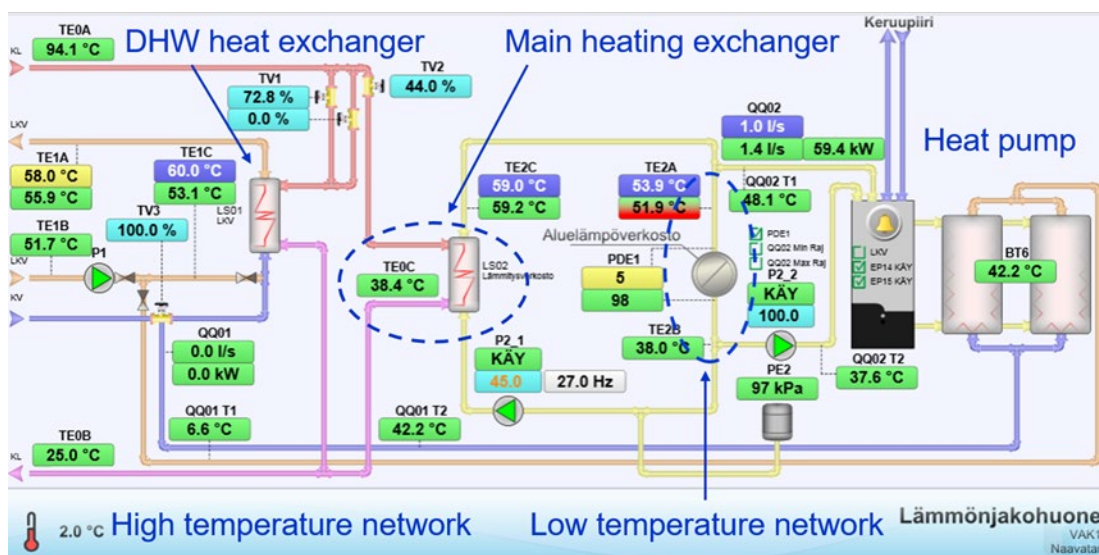 TE0A
KL
94.1 °C
DHW heat exchanger
Main heating exchanger
Keruupiiri
TV1
72.8 %
0.0 %
TV2
44.0 %
LKV
TE1A
58.0 °C
55.9 °C
TE1C
60.0 °C
53.1 °C
LS01
LKV
TE2C
59.0 °C
59.2 °C
TE2A
53.9 °C
51.9 °C
QQ02
1.0 l/s
1.4 l/s
59.4 kW
Heat pump
QQ02 T1
48.1 °C
TE1B
51.7 °C
LKV
P1
TV3
100.0 %
KV
TE0C
38.4 °C
LS02
Lämmitysverkosto
Aluelämpöverkosto
PDE1
5
98
PDE1
QQ02 Min Raj
QQ02 Max Raj
P2_2
KÄY
100.0
LKV
EP14 KÄY
EP15 KÄY
BT6
42.2 °C
QQ01
0.0 l/s
0.0 kW
P2_1
KÄY
45.0
27.0 Hz
TE2B
38.0 °C
PE2
97 kPa
QQ02 T2
37.6 °C
QQ01 T1
6.6 °C
QQ01 T2
42.2 °C
TE0B
KL
25.0 °C
2.0 °C
High temperature network
Low temperature network
Lämmönjakohuone
VAK1
Naavatar